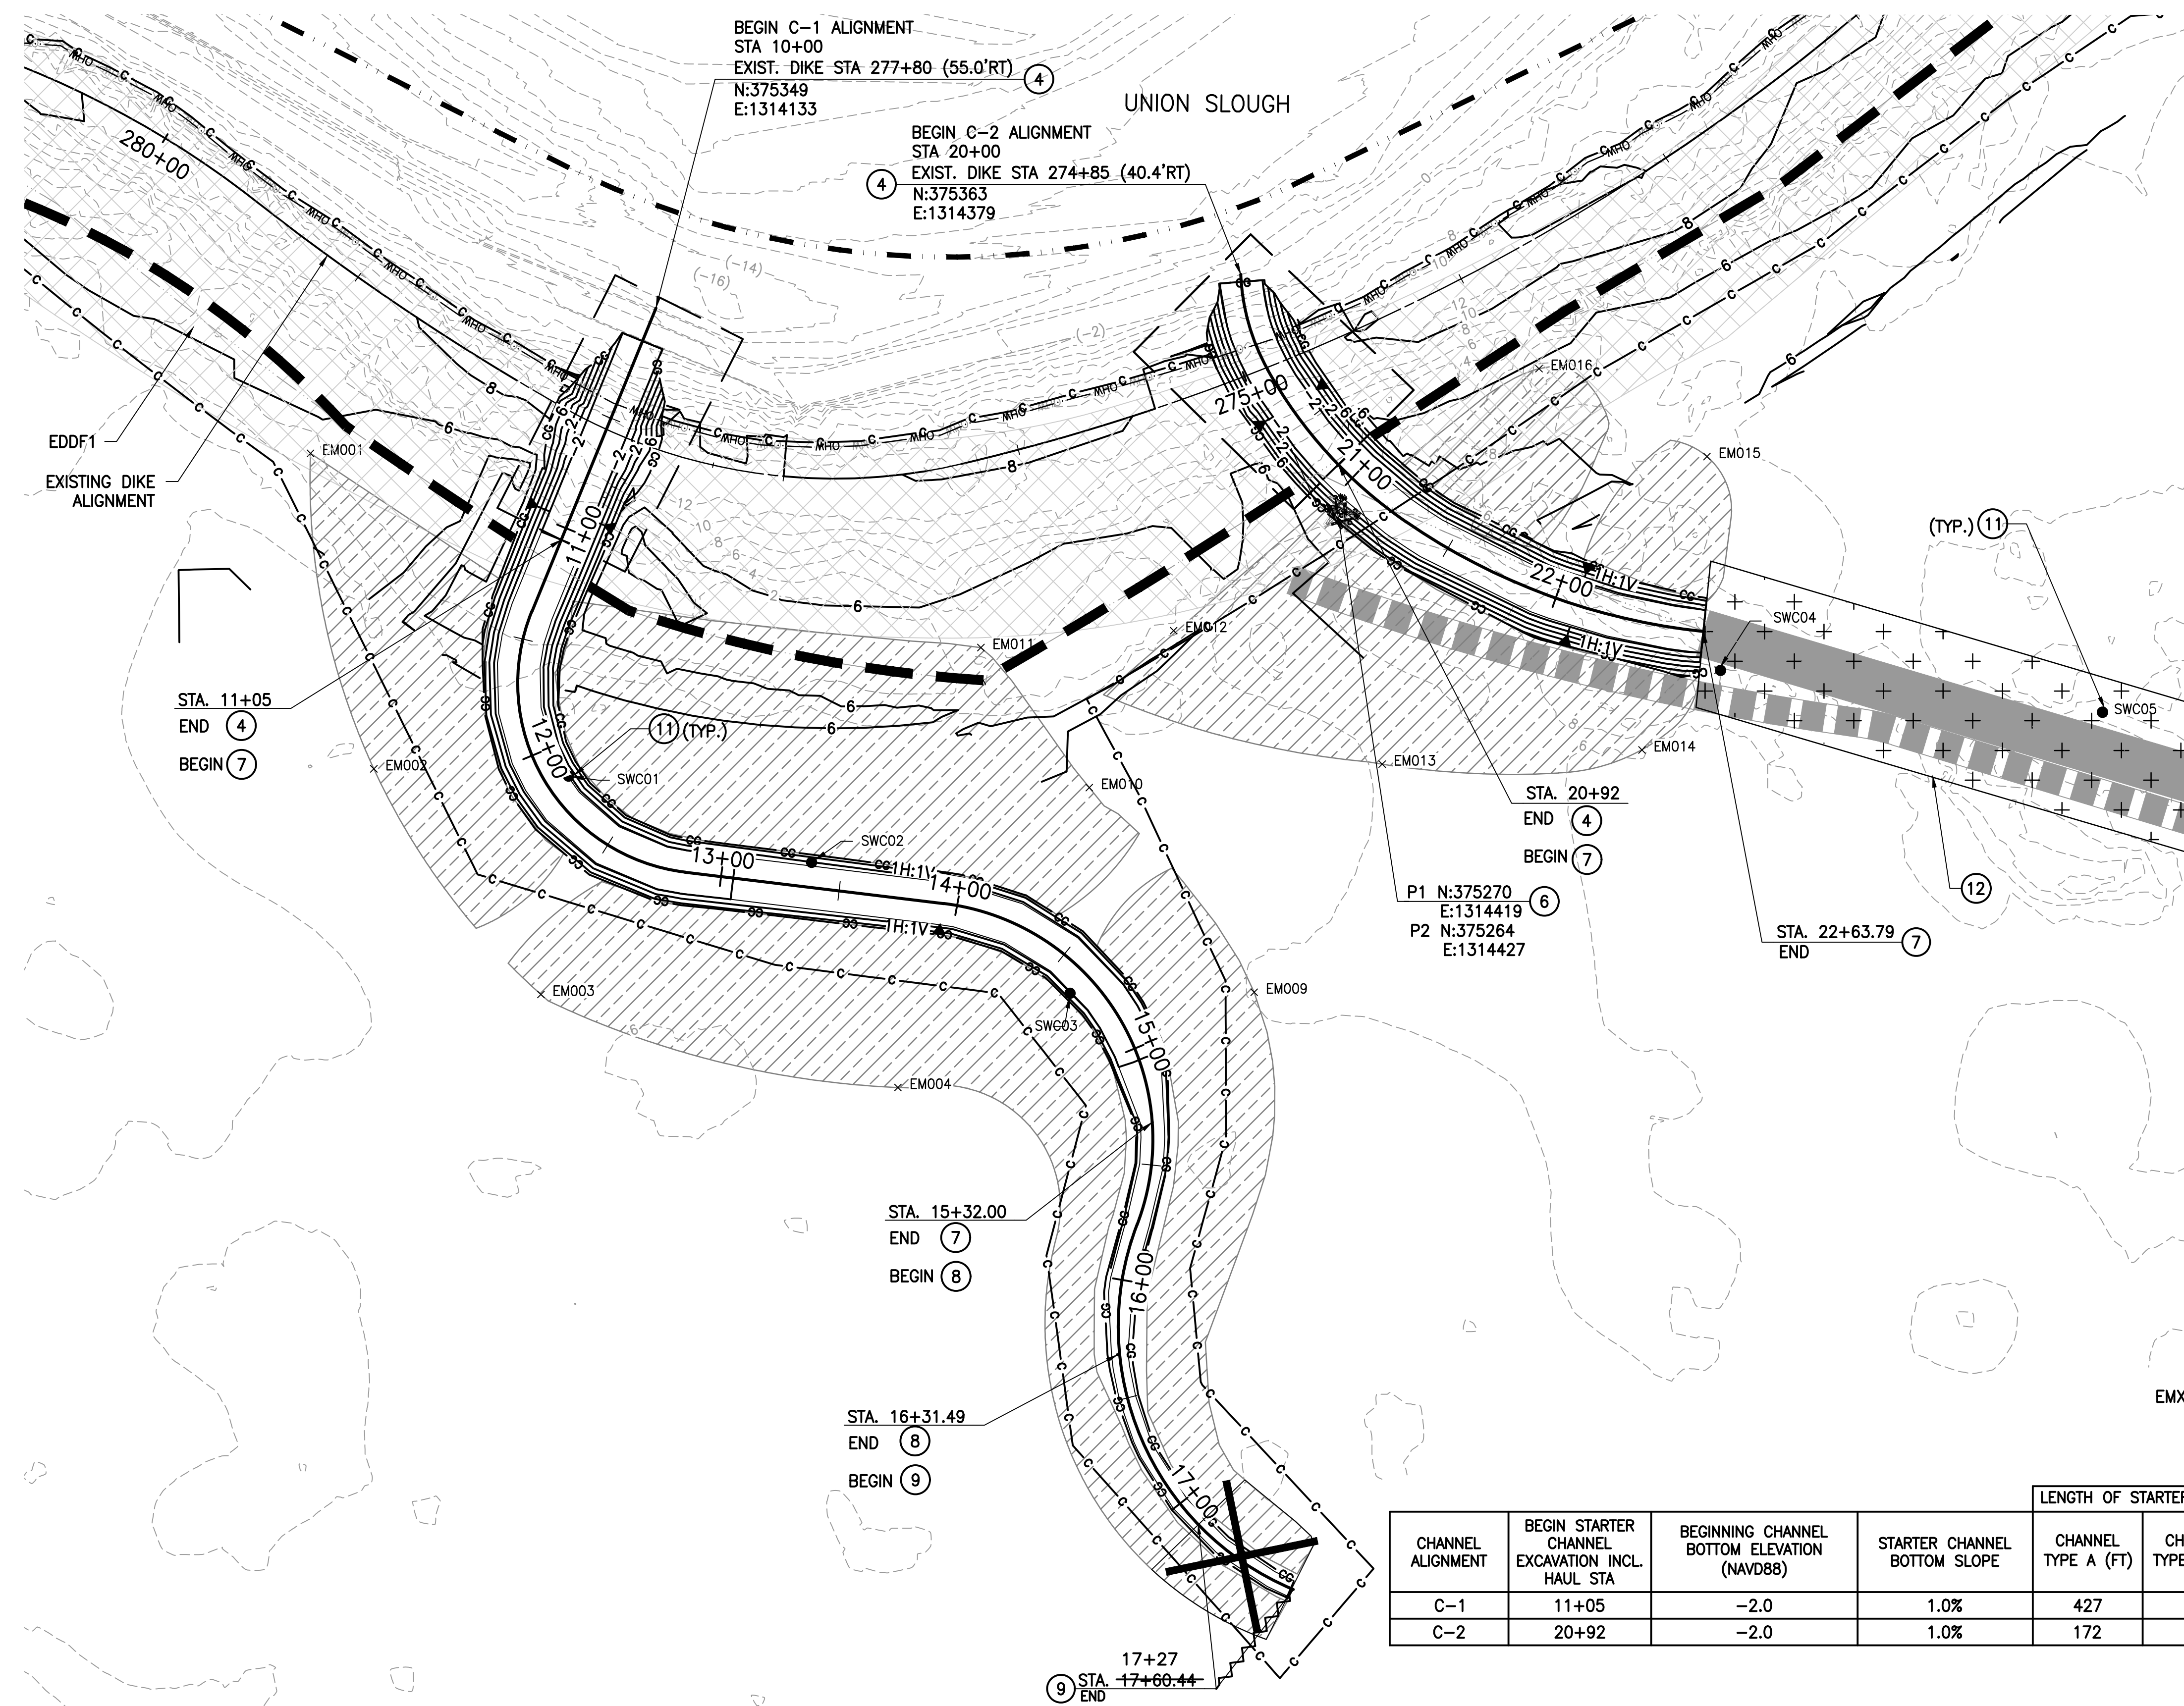 BEGIN C-1 ALIGNMENT
STA 10+00
EXIST. DIKE STA 277+80 (55.0'RT)
4
N:375349
E:1314133
UNION SLOUGH
BEGIN C-2 ALIGNMENT
STA 20+00
EXIST. DIKE STA 274+85 (40.4'RT)
4
N:375363
E:1314379
280+00
(-14)
(-16)
(-2)
EDDF1
EXISTING DIKE
ALIGNMENT
EM001
275+00
EM016
EM015
21+00
22+00
1H:1V
1H:1V
(TYP.) 11
SWC04
SWC05
11+00
EM011
EM012
STA. 11+05
END 4
BEGIN 7
12+00
11 (TYP.)
EM002
SWC01
EM010
EM013
EM014
STA. 20+92
END 4
BEGIN 7
12
SWC02
13+00
1H:1V
14+00
1H:1V
P1 N:375270
E:1314419
6
P2 N:375264
E:1314427
STA. 22+63.79
END
7
EM003
SWC03
EM009
15+00
EM004
STA. 15+32.00
END 7
BEGIN 8
16+00
STA. 16+31.49
END 8
BEGIN 9
17+00
EMX
17+27
9 STA. 17+60.44
END
LENGTH OF STARTER
CHANNEL
ALIGNMENT
BEGIN STARTER
CHANNEL
EXCAVATION INCL.
HAUL STA
BEGINNING CHANNEL
BOTTOM ELEVATION
(NAVD88)
STARTER CHANNEL
BOTTOM SLOPE
CHANNEL
TYPE A (FT)
CH
TYPE
C-1 11+05 -2.0 1.0% 427
C-2 20+92 -2.0 1.0% 172